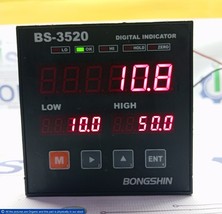 BS-3520 DIGITAL INDICATOR
LO OK HI HOLD ZERO
10.8
LOW HIGH
10.0 50.0
M ENT
BONGSHIN